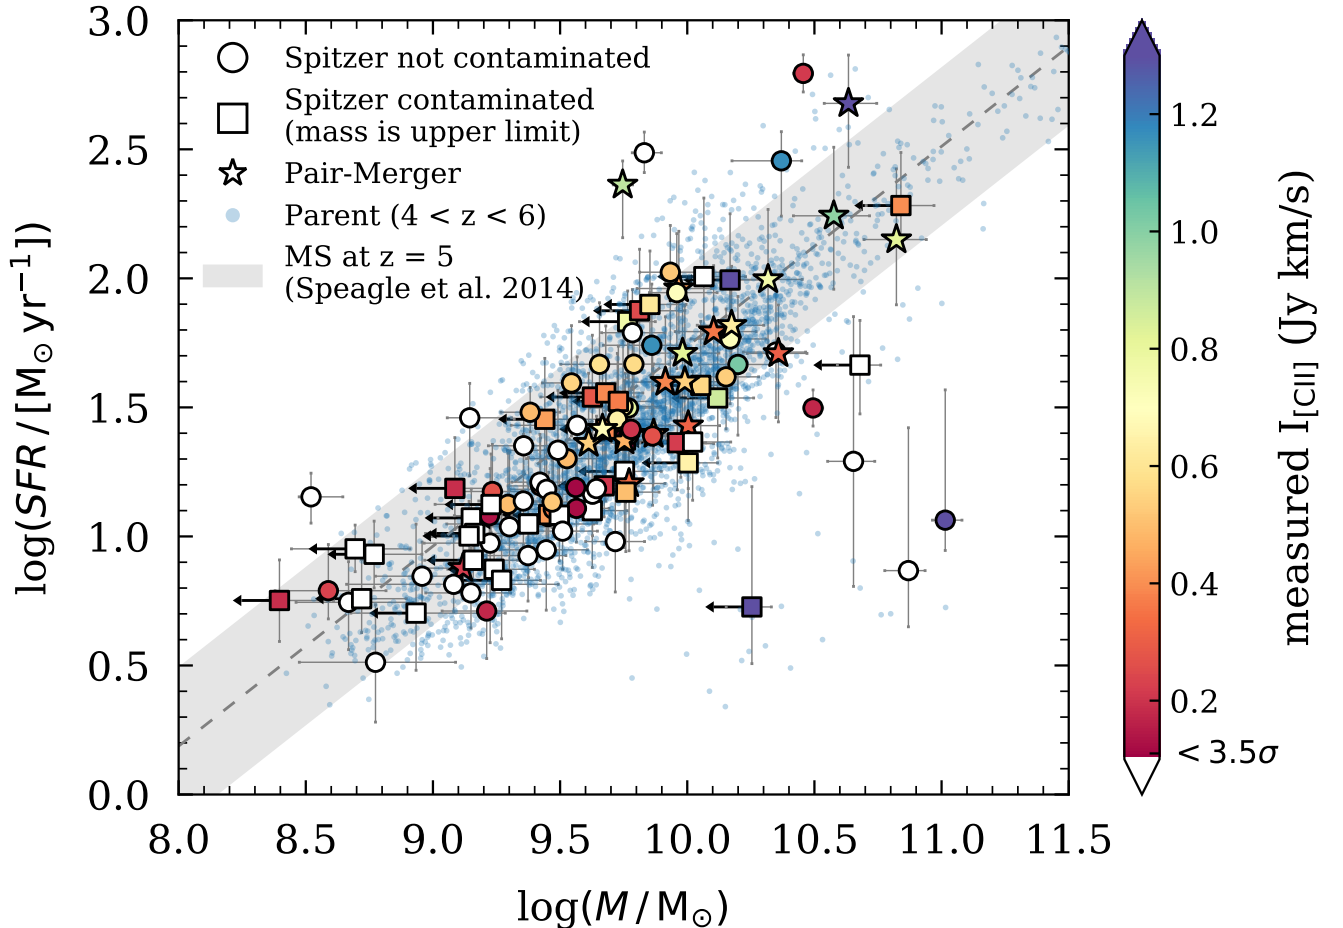 3.0
2.5
2.0
1.5
1.0
0.5
0.0
log(SFR/[M⊙ yr⁻¹])
Spitzer not contaminated
Spitzer contaminated
(mass is upper limit)
Pair-Merger
Parent (4 < z < 6)
MS at z = 5
(Speagle et al. 2014)
8.0 8.5 9.0 9.5 10.0 10.5 11.0 11.5
log(M / M⊙)
1.2
1.0
0.8
0.6
0.4
0.2
< 3.5σ
measured I[CII] (Jy km/s)